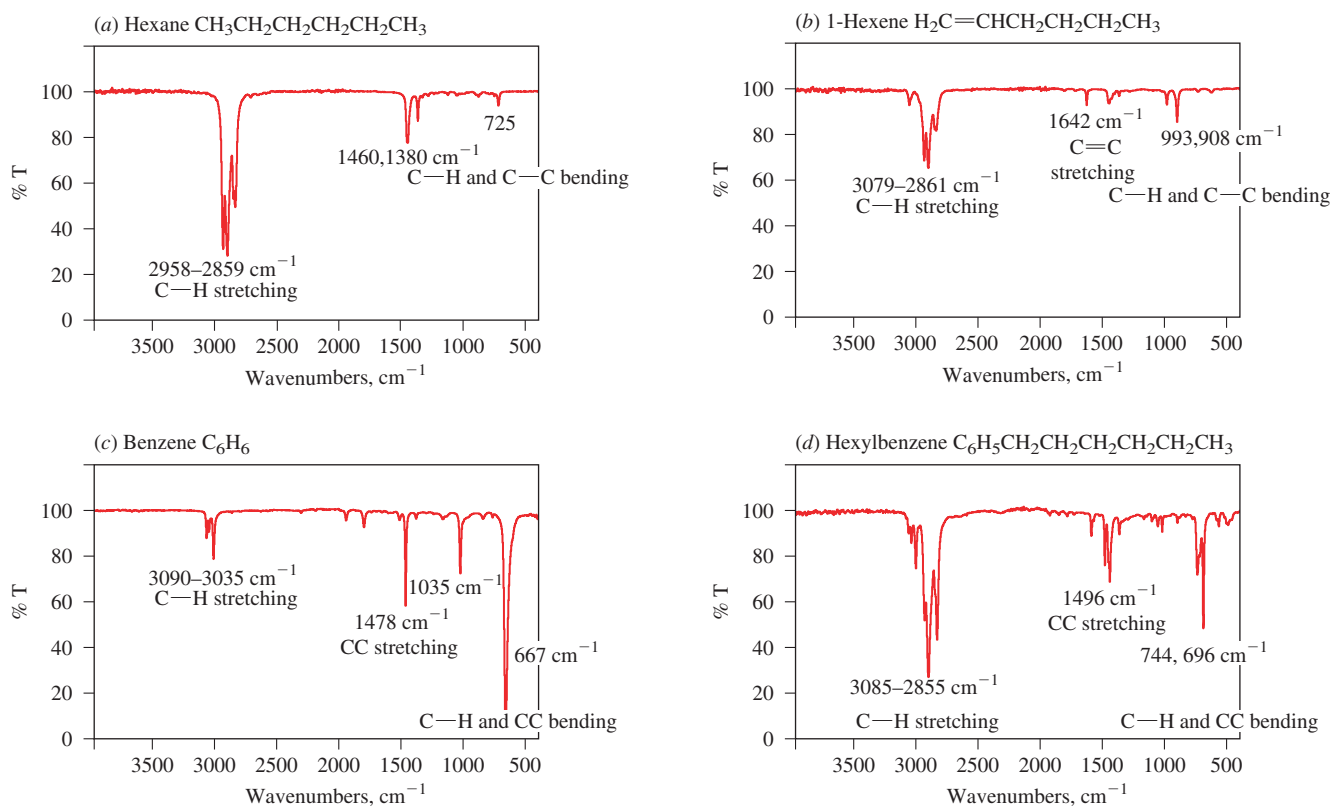 (a) Hexane CH₃CH₂CH₂CH₂CH₂CH₃
100
80
60
40
20
0
% T
725
1460,1380 cm⁻¹
C—H and C—C bending
2958–2859 cm⁻¹
C—H stretching
3500 3000 2500 2000 1500 1000 500
Wavenumbers, cm⁻¹
(b) 1-Hexene H₂C=CHCH₂CH₂CH₂CH₃
100
80
60
40
20
0
% T
1642 cm⁻¹
C=C
stretching
993,908 cm⁻¹
3079–2861 cm⁻¹
C—H stretching
C—H and C—C bending
3500 3000 2500 2000 1500 1000 500
Wavenumbers, cm⁻¹
(c) Benzene C₆H₆
100
80
60
40
20
0
% T
3090–3035 cm⁻¹
C—H stretching
1035 cm⁻¹
1478 cm⁻¹
CC stretching
667 cm⁻¹
C—H and CC bending
3500 3000 2500 2000 1500 1000 500
Wavenumbers, cm⁻¹
(d) Hexylbenzene C₆H₅CH₂CH₂CH₂CH₂CH₂CH₃
100
80
60
40
20
0
% T
1496 cm⁻¹
CC stretching
744, 696 cm⁻¹
3085–2855 cm⁻¹
C—H stretching
C—H and CC bending
3500 3000 2500 2000 1500 1000 500
Wavenumbers, cm⁻¹